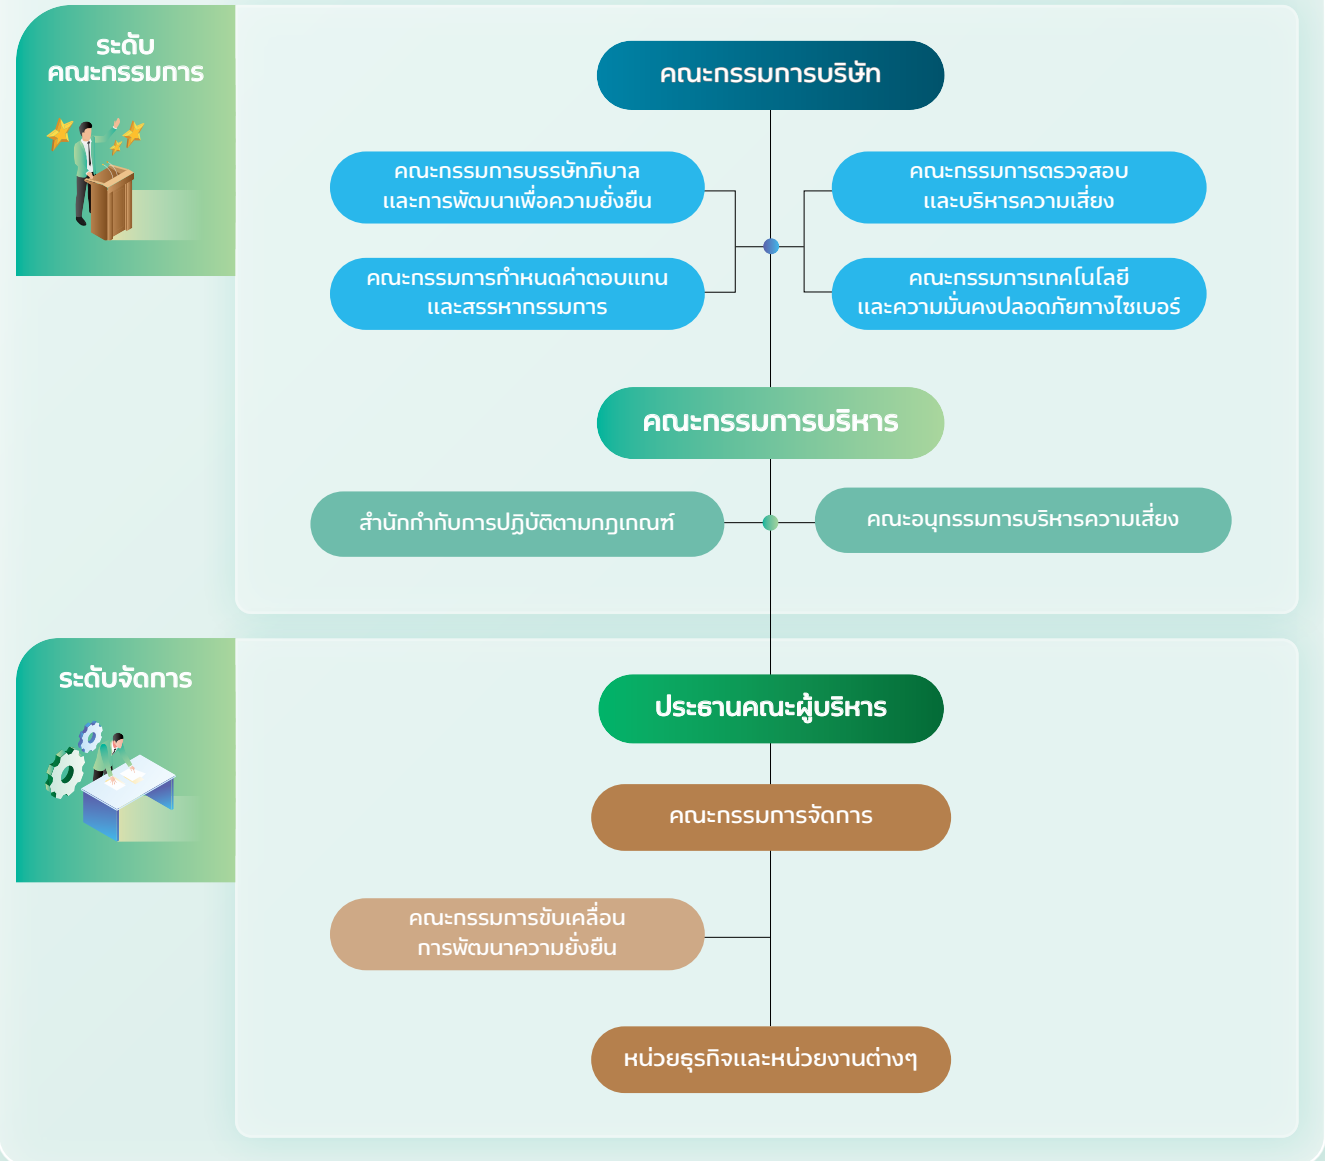 ระดับ
คณะกรรมการ
คณะกรรมการบริษัท
คณะกรรมการบรรษัทภิบาล
และการพัฒนาเพื่อความยั่งยืน
คณะกรรมการตรวจสอบ
และบริหารความเสี่ยง
คณะกรรมการกำหนดค่าตอบแทน
และสรรหากรรมการ
คณะกรรมการเทคโนโลยี
และความมั่นคงปลอดภัยทางไซเบอร์
คณะกรรมการบริหาร
สำนักกำกับการปฏิบัติตามกฎเกณฑ์
คณะอนุกรรมการบริหารความเสี่ยง
ระดับจัดการ
ประธานคณะผู้บริหาร
คณะกรรมการจัดการ
คณะกรรมการขับเคลื่อน
การพัฒนาความยั่งยืน
หน่วยธุรกิจและหน่วยงานต่างๆ